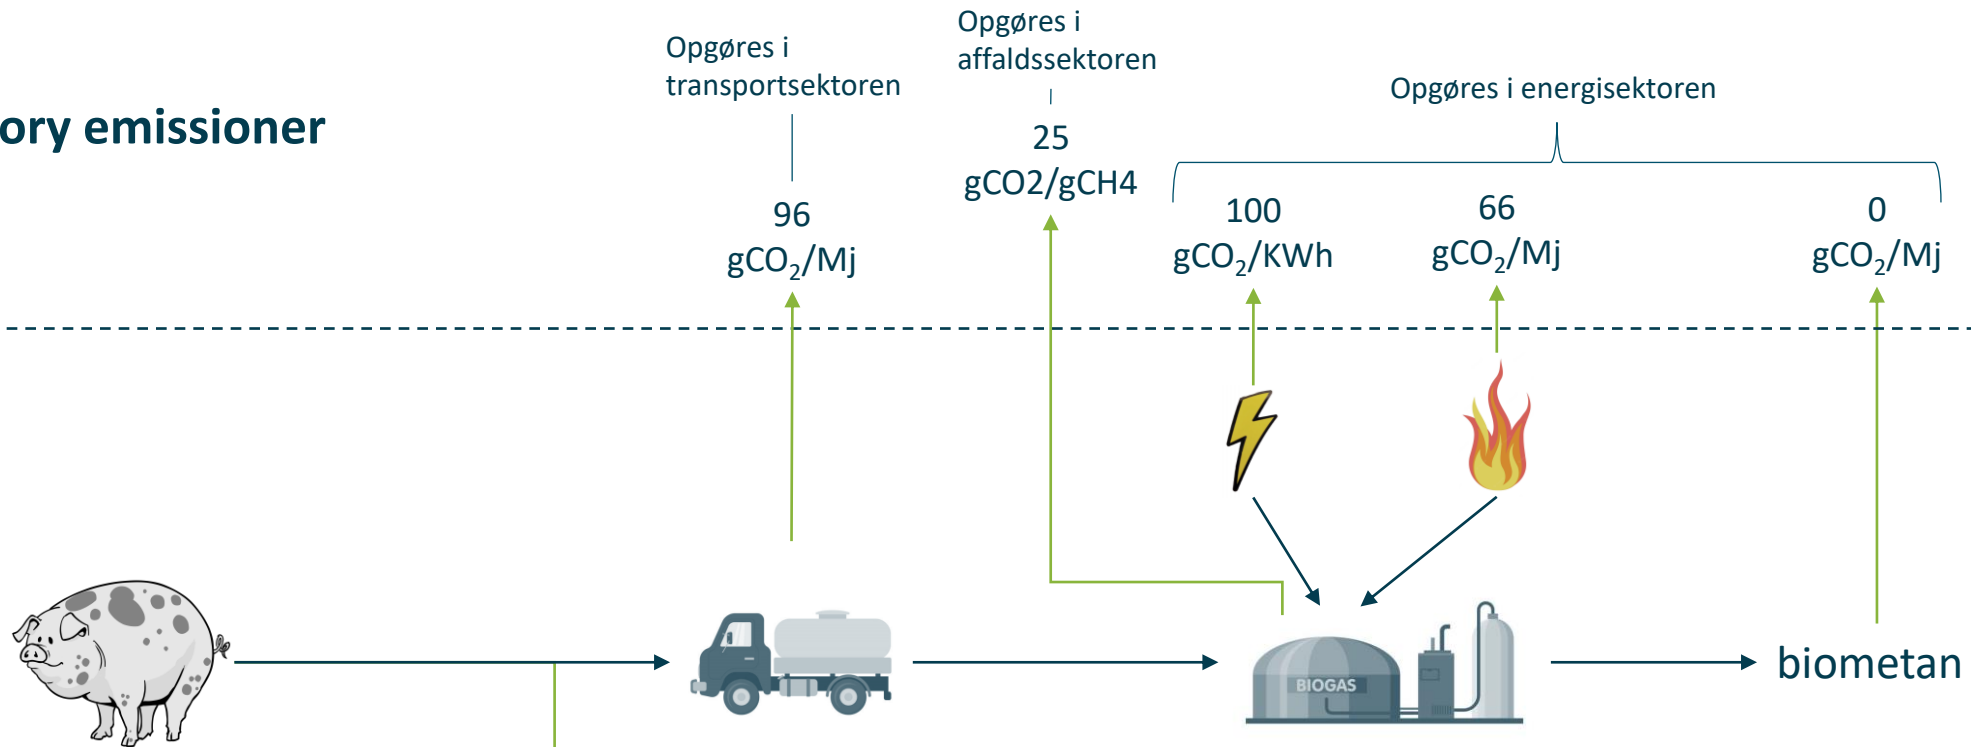 Opgøres i
transportsektoren
Opgøres i
affaldssektoren
Opgøres i energisektoren
ory emissioner
96
gCO₂/Mj
25
gCO2/gCH4
100
gCO₂/KWh
66
gCO₂/Mj
0
gCO₂/Mj
BIOGAS
biometan